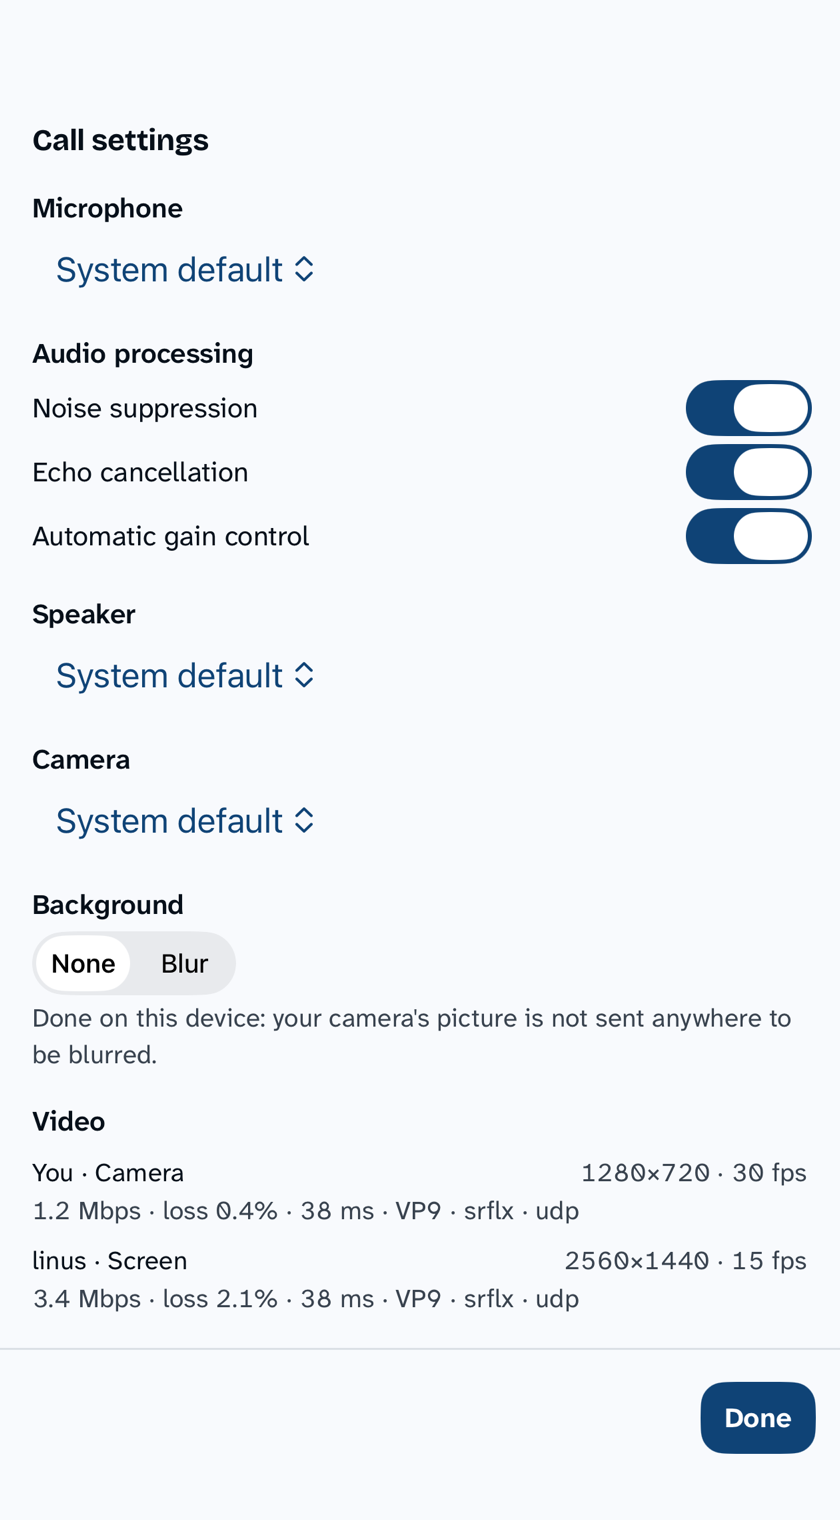 Call settings
Microphone
System default
Audio processing
Noise suppression
Echo cancellation
Automatic gain control
Speaker
System default
Camera
System default
Background
None Blur
Done on this device: your camera's picture is not sent anywhere to
be blurred.
Video
You · Camera 1280×720 · 30 fps
1.2 Mbps · loss 0.4% · 38 ms · VP9 · srflx · udp
linus · Screen 2560×1440 · 15 fps
3.4 Mbps · loss 2.1% · 38 ms · VP9 · srflx · udp
Done